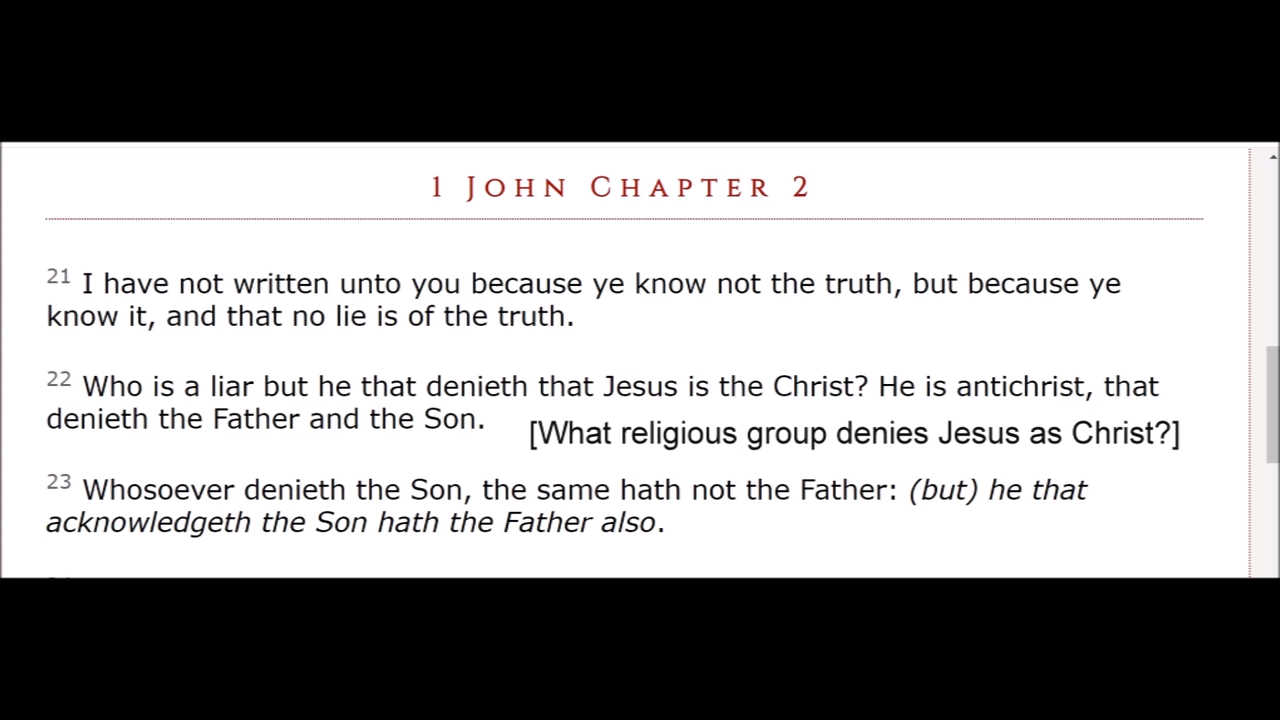 1 John Chapter 2
21 I have not written unto you because ye know not the truth, but because ye
know it, and that no lie is of the truth.
22 Who is a liar but he that denieth that Jesus is the Christ? He is antichrist, that
denieth the Father and the Son.
[What religious group denies Jesus as Christ?]
23 Whosoever denieth the Son, the same hath not the Father: (but) he that
acknowledgeth the Son hath the Father also.